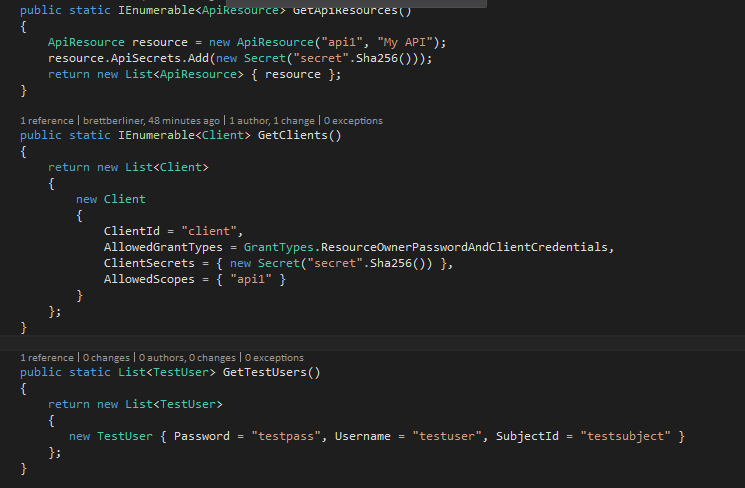 public static IEnumerable<ApiResource> GetApiResources()
{
ApiResource resource = new ApiResource("api1", "My API");
resource.ApiSecrets.Add(new Secret("secret".Sha256()));
return new List<ApiResource> { resource };
}
1 reference | brettberliner, 48 minutes ago | 1 author, 1 change | 0 exceptions
public static IEnumerable<Client> GetClients()
{
return new List<Client>
{
new Client
{
ClientId = "client",
AllowedGrantTypes = GrantTypes.ResourceOwnerPasswordAndClientCredentials,
ClientSecrets = { new Secret("secret".Sha256()) },
AllowedScopes = { "api1" }
}
};
}
1 reference | 0 changes | 0 authors, 0 changes | 0 exceptions
public static List<TestUser> GetTestUsers()
{
return new List<TestUser>
{
new TestUser { Password = "testpass", Username = "testuser", SubjectId = "testsubject" }
};
}